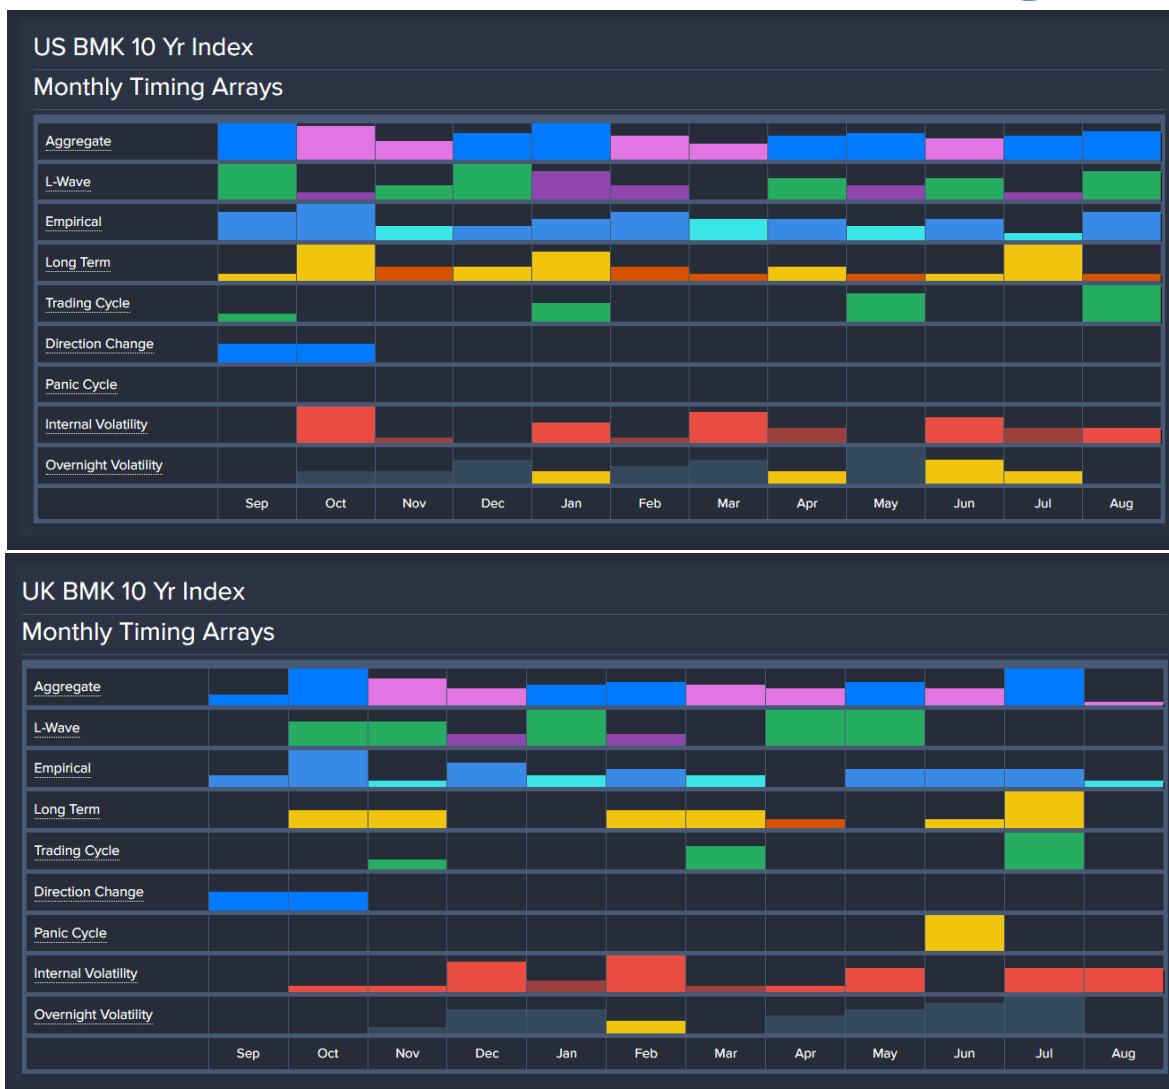 US BMK 10 Yr Index
Monthly Timing Arrays
Aggregate
L-Wave
Empirical
Long Term
Trading Cycle
Direction Change
Panic Cycle
Internal Volatility
Overnight Volatility
Sep Oct Nov Dec Jan Feb Mar Apr May Jun Jul Aug
UK BMK 10 Yr Index
Monthly Timing Arrays
Aggregate
L-Wave
Empirical
Long Term
Trading Cycle
Direction Change
Panic Cycle
Internal Volatility
Overnight Volatility
Sep Oct Nov Dec Jan Feb Mar Apr May Jun Jul Aug